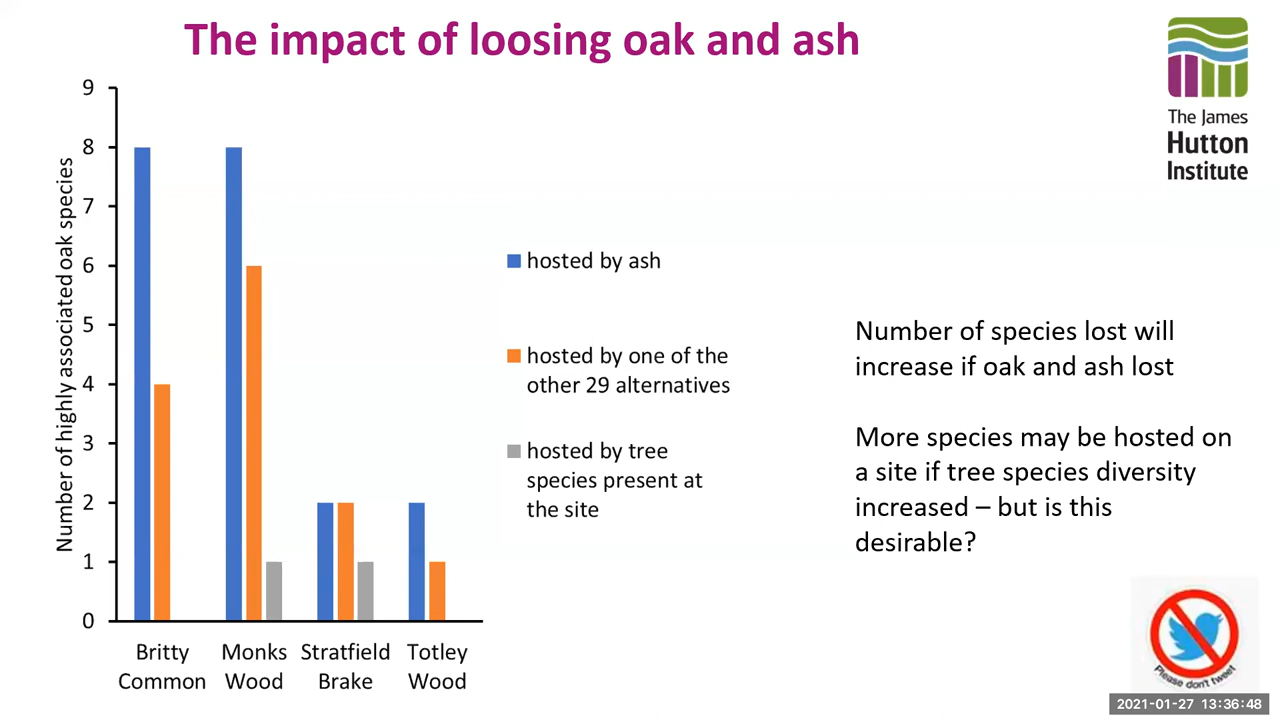 The impact of loosing oak and ash
The James
Hutton
Institute
Number of highly associated oak species
9
8
7
6
5
4
3
2
1
0
Britty
Common
Monks
Wood
Stratfield
Brake
Totley
Wood
hosted by ash
hosted by one of the
other 29 alternatives
hosted by tree
species present at
the site
Number of species lost will
increase if oak and ash lost
More species may be hosted on
a site if tree species diversity
increased – but is this
desirable?
Please don't tweet
2021-01-27 13:36:48